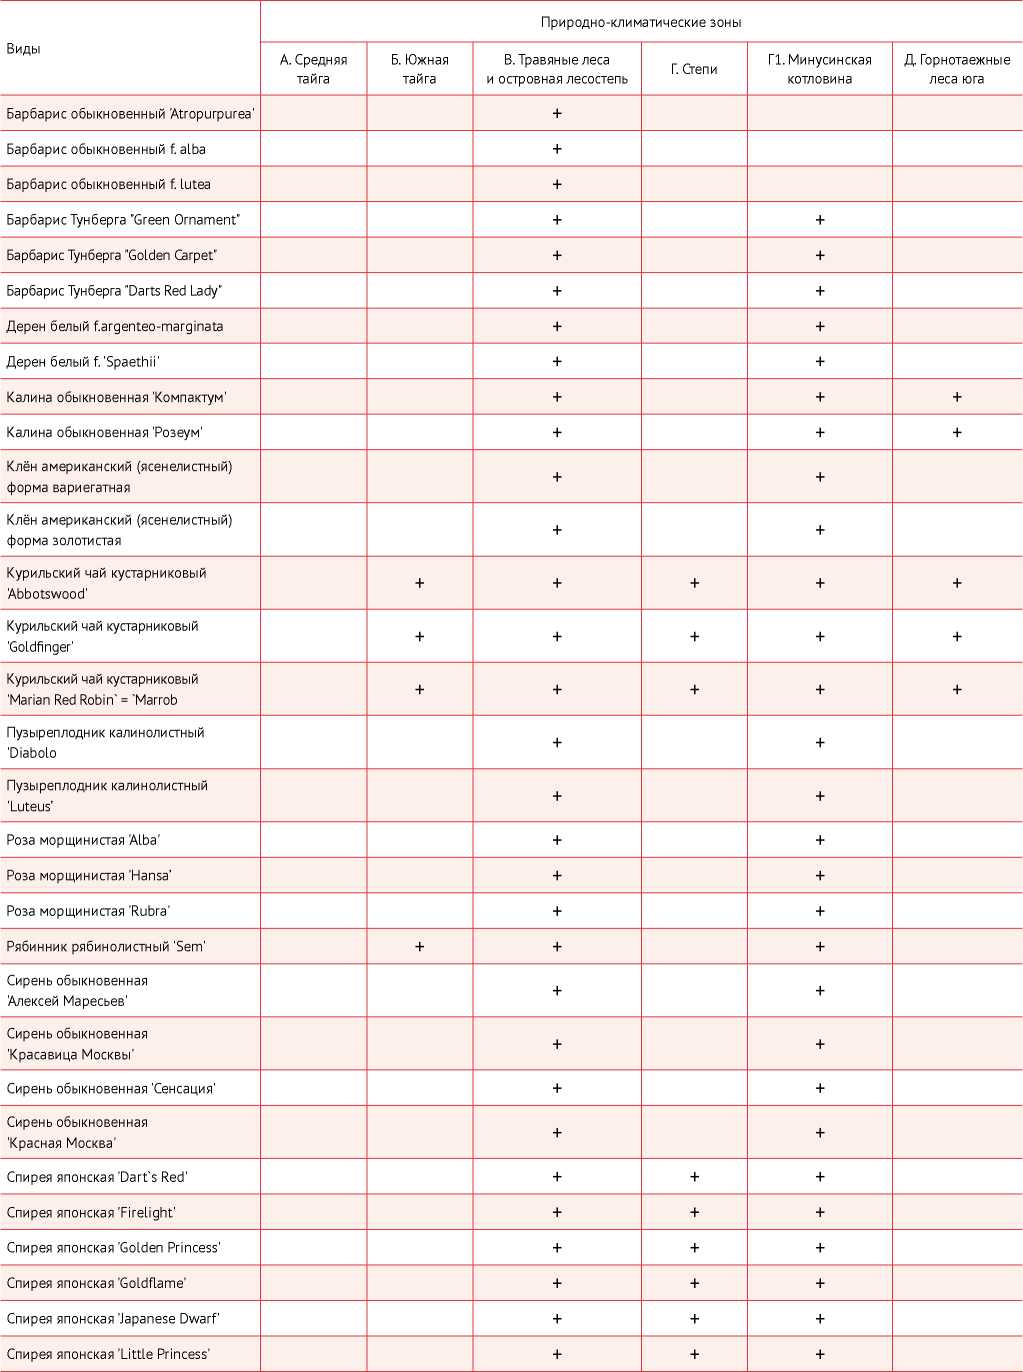 Виды
Природно-климатические зоны
А. Средняя
тайга
Б. Южная
тайга
В. Травяные леса
и островная лесостепь
Г. Степи
Г1. Минусинская
котловина
Д. Горнотаежные
леса юга
Барбарис обыкновенный 'Atropurpurea' +
Барбарис обыкновенный f. alba +
Барбарис обыкновенный f. lutea +
Барбарис Тунберга "Green Ornament" + +
Барбарис Тунберга "Golden Carpet" + +
Барбарис Тунберга "Darts Red Lady" + +
Дерен белый f.argenteo-marginata + +
Дерен белый f. 'Spaethii' + +
Калина обыкновенная 'Компактум' + + +
Калина обыкновенная 'Розеум' + + +
Клён американский (ясенелистный)
форма вариегатная + +
Клён американский (ясенелистный)
форма золотистая + +
Курильский чай кустарниковый
'Abbotswood' + + + + +
Курильский чай кустарниковый
'Goldfinger' + + + + +
Курильский чай кустарниковый
'Marian Red Robin` = `Marrob + + + + +
Пузыреплодник калинолистный
'Diabolo + +
Пузыреплодник калинолистный
'Luteus' + +
Роза морщинистая 'Alba' + +
Роза морщинистая 'Hansa' + +
Роза морщинистая 'Rubra' + +
Рябинник рябинолистный 'Sem' + + +
Сирень обыкновенная
'Алексей Маресьев' + +
Сирень обыкновенная
'Красавица Москвы' + +
Сирень обыкновенная 'Сенсация' + +
Сирень обыкновенная
'Красная Москва' + +
Спирея японская 'Dart`s Red' + + +
Спирея японская 'Firelight' + + +
Спирея японская 'Golden Princess' + + +
Спирея японская 'Goldflame' + + +
Спирея японская 'Japanese Dwarf' + + +
Спирея японская 'Little Princess' + + +